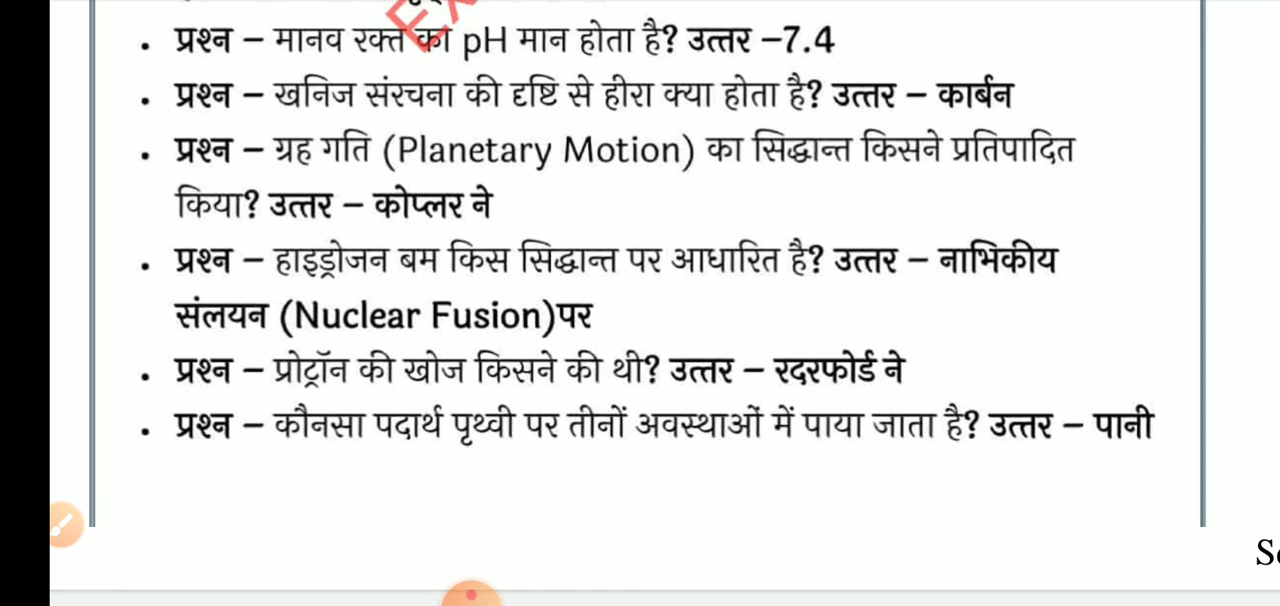 • प्रश्न – मानव रक्त का pH मान होता है? उत्तर –7.4
• प्रश्न – खनिज संरचना की दृष्टि से हीरा क्या होता है? उत्तर – कार्बन
• प्रश्न – ग्रह गति (Planetary Motion) का सिद्धान्त किसने प्रतिपादित
किया? उत्तर – कोप्लर ने
• प्रश्न – हाइड्रोजन बम किस सिद्धान्त पर आधारित है? उत्तर – नाभिकीय
संलयन (Nuclear Fusion)पर
• प्रश्न – प्रोट्रॉन की खोज किसने की थी? उत्तर – रदरफोर्ड ने
• प्रश्न – कौनसा पदार्थ पृथ्वी पर तीनों अवस्थाओं में पाया जाता है? उत्तर – पानी